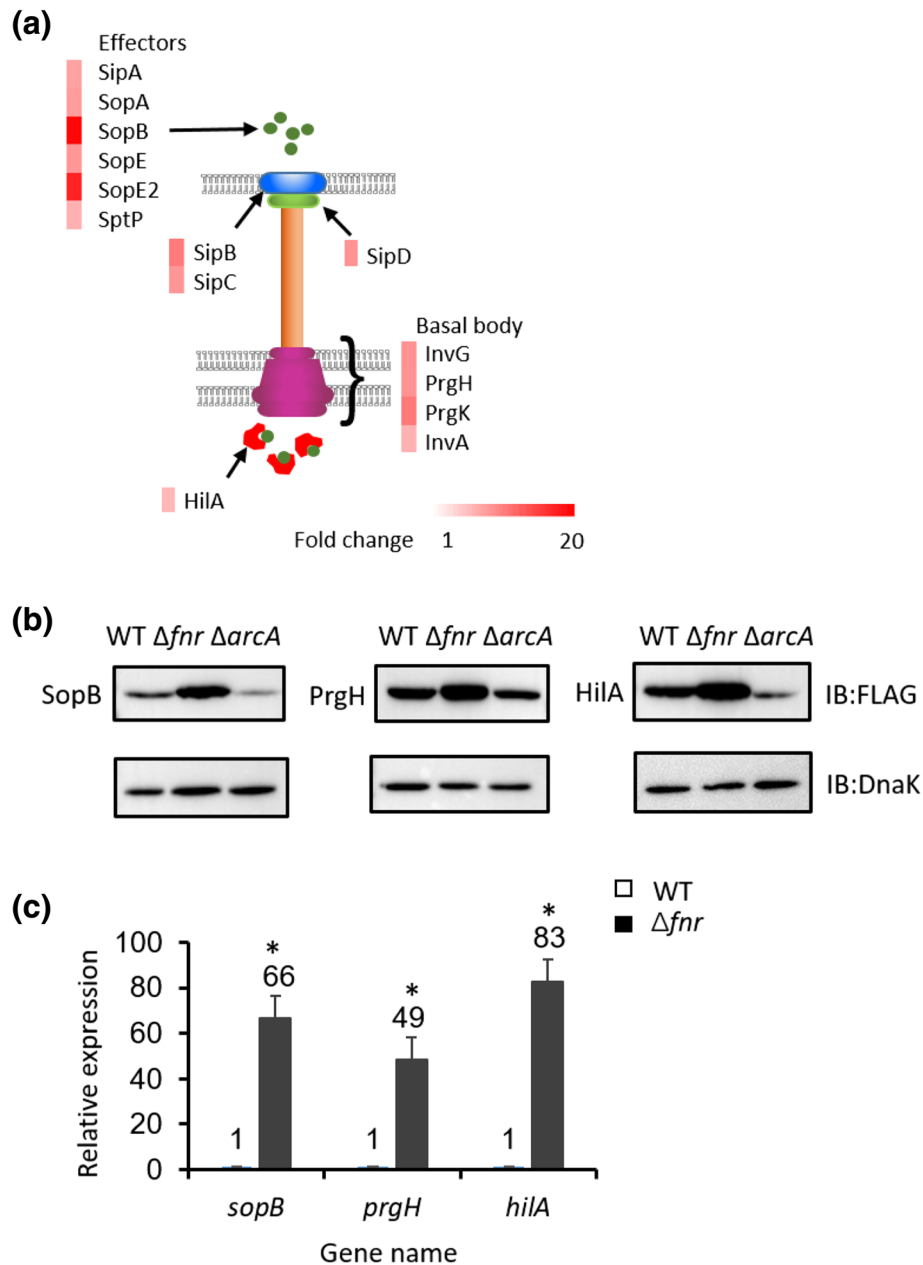 (a)
Effectors
SipA
SopA
SopB
SopE
SopE2
SptP
SipB
SipC
SipD
Basal body
InvG
PrgH
PrgK
InvA
HilA
Fold change 1 20
(b)
WT Δfnr ΔarcA WT Δfnr ΔarcA WT Δfnr ΔarcA
SopB PrgH HilA IB:FLAG
IB:DnaK
(c)
WT
Δfnr
Relative expression
100
80
60
40
20
0
1
*
66
1
*
49
1
*
83
sopB prgH hilA
Gene name